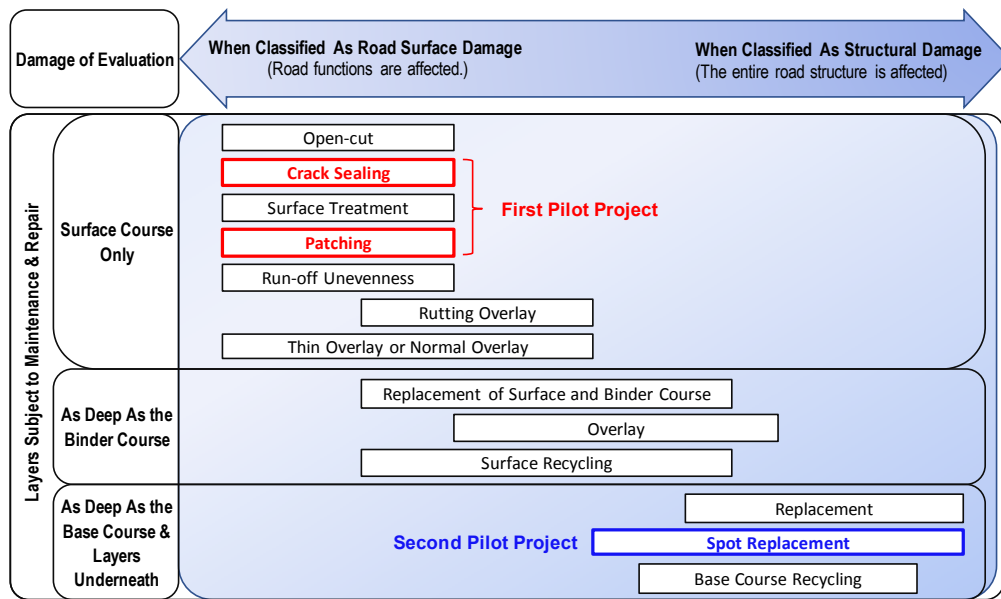 Damage of Evaluation
When Classified As Road Surface Damage
(Road functions are affected.)
When Classified As Structural Damage
(The entire road structure is affected)
Layers Subject to Maintenance & Repair
Surface Course
Only
Open-cut
Crack Sealing
Surface Treatment
Patching
First Pilot Project
Run-off Unevenness
Rutting Overlay
Thin Overlay or Normal Overlay
As Deep As the
Binder Course
Replacement of Surface and Binder Course
Overlay
Surface Recycling
As Deep As the
Base Course &
Layers
Underneath
Replacement
Second Pilot Project
Spot Replacement
Base Course Recycling